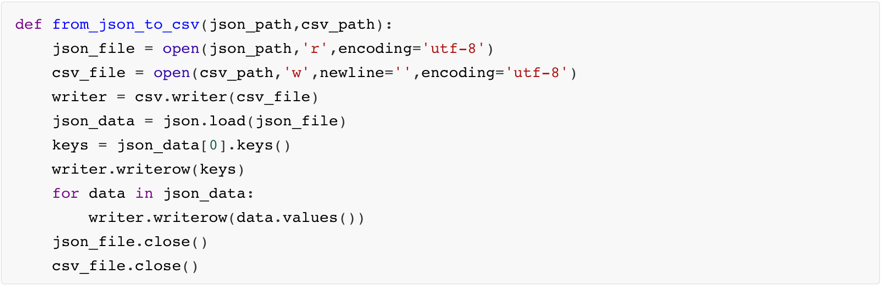 def from_json_to_csv(json_path,csv_path):
    json_file = open(json_path,'r',encoding='utf-8')
    csv_file = open(csv_path,'w',newline='',encoding='utf-8')
    writer = csv.writer(csv_file)
    json_data = json.load(json_file)
    keys = json_data[0].keys()
    writer.writerow(keys)
    for data in json_data:
        writer.writerow(data.values())
    json_file.close()
    csv_file.close()